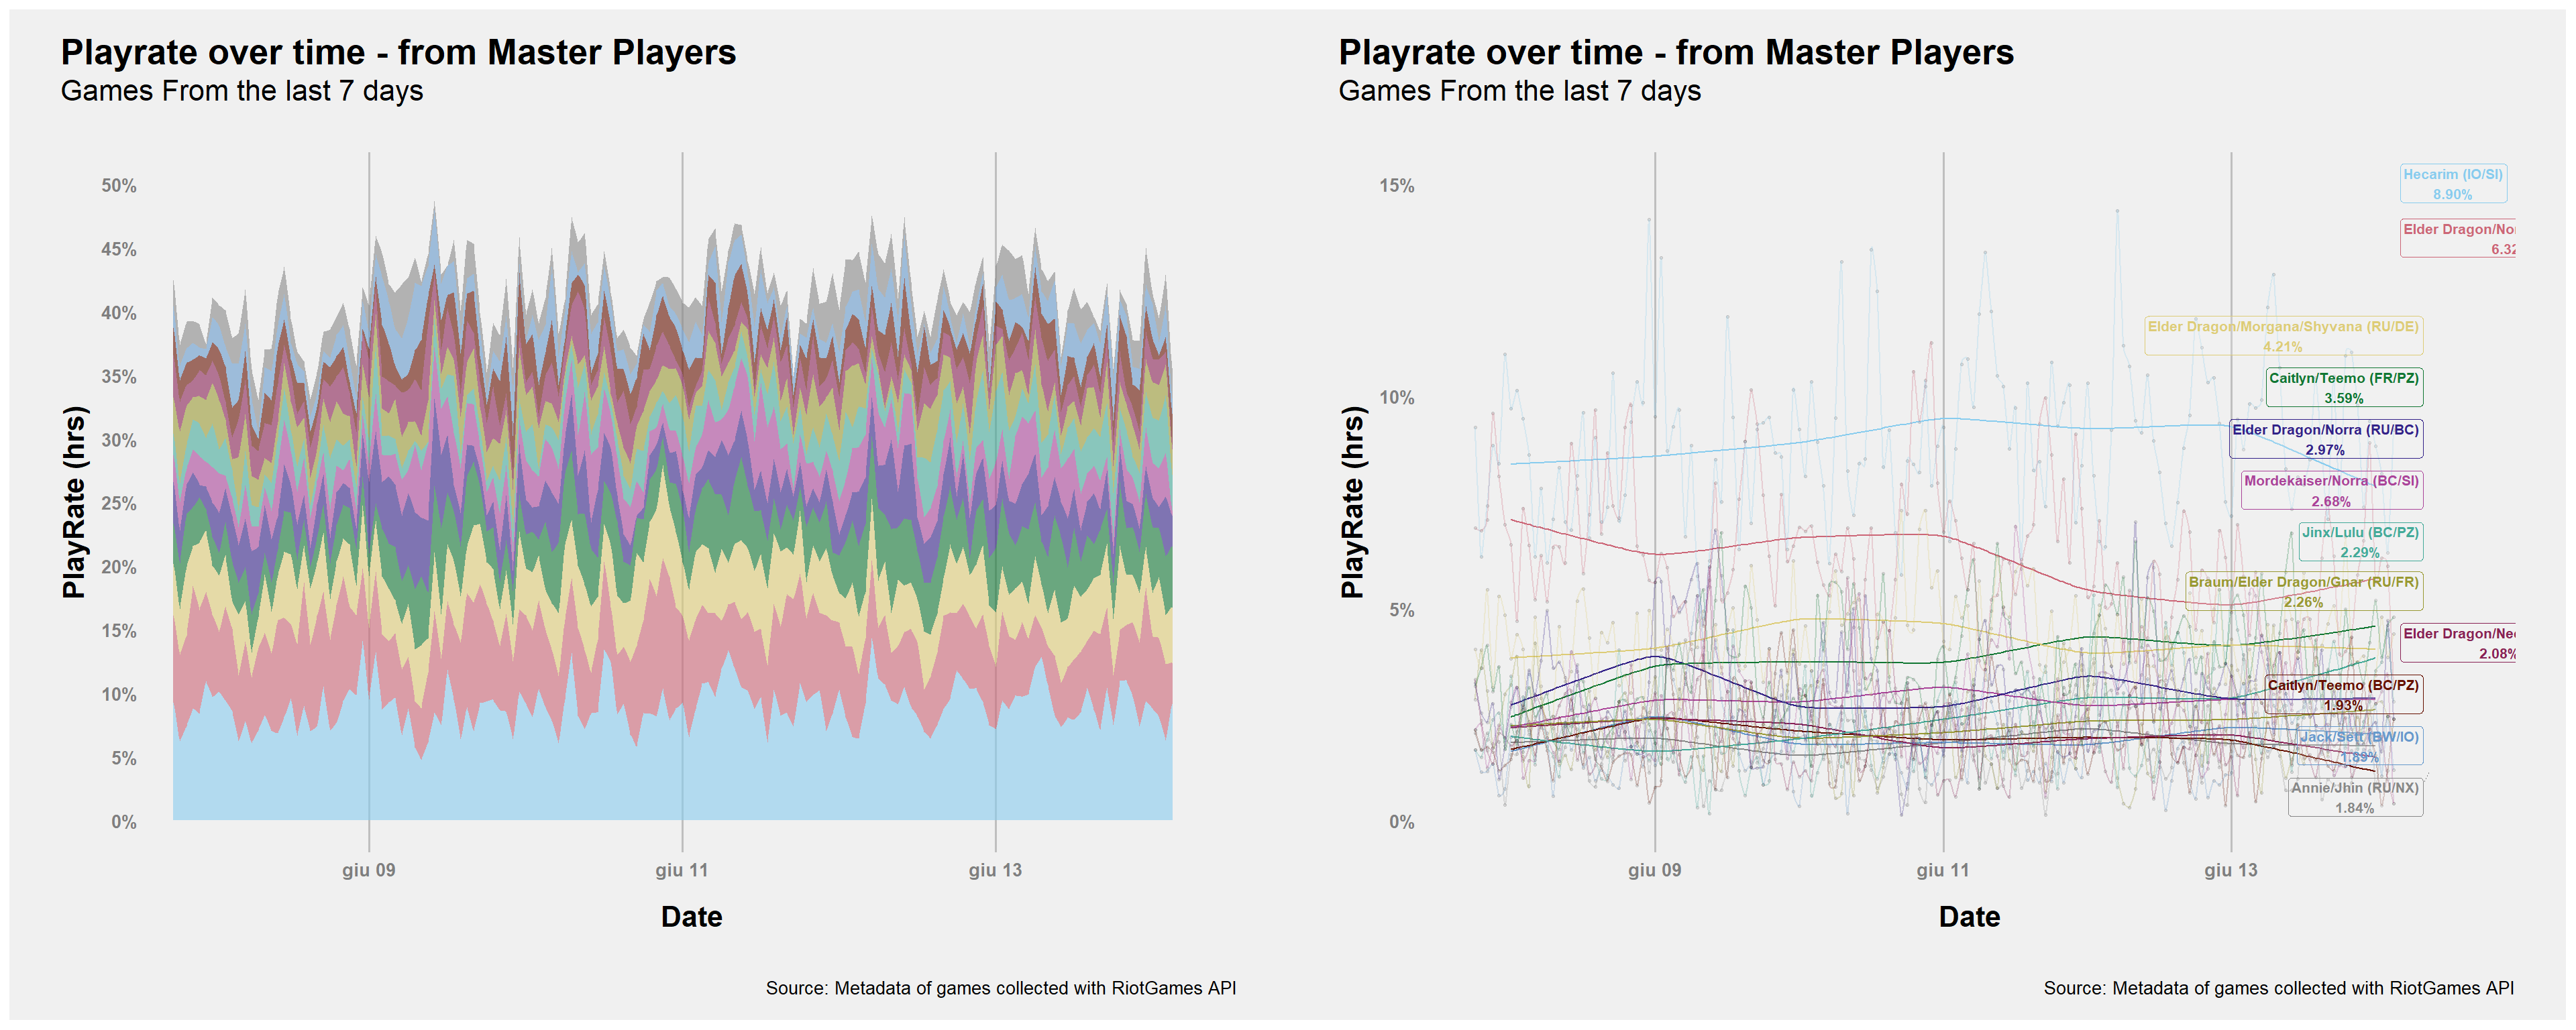 Playrate over time - from Master Players
Games From the last 7 days
50%
45%
40%
35%
30%
25%
20%
15%
10%
5%
0%
PlayRate (hrs)
giu 09
giu 11
giu 13
Date
Source: Metadata of games collected with RiotGames API
Playrate over time - from Master Players
Games From the last 7 days
15%
10%
5%
0%
PlayRate (hrs)
Hecarim (IO/SI)
8.90%
Elder Dragon/
6.32
Elder Dragon/Morgana/Shyvana (RU/DE)
4.21%
Caitlyn/Teemo (FR/PZ)
3.59%
Elder Dragon/Norra (RU/BC)
2.97%
Mordekaiser/Norra (BC/SI)
2.68%
Jinx/Lulu (BC/PZ)
2.29%
Braum/Elder Dragon/Gnar (RU/FR)
2.26%
Elder Dragon/
2.08%
Caitlyn/Teemo (BC/PZ)
1.93%
Jack/Sett (BW/IO)
1.89%
Annie/Jhin (RU/NX)
1.84%
giu 09
giu 11
giu 13
Date
Source: Metadata of games collected with RiotGames API